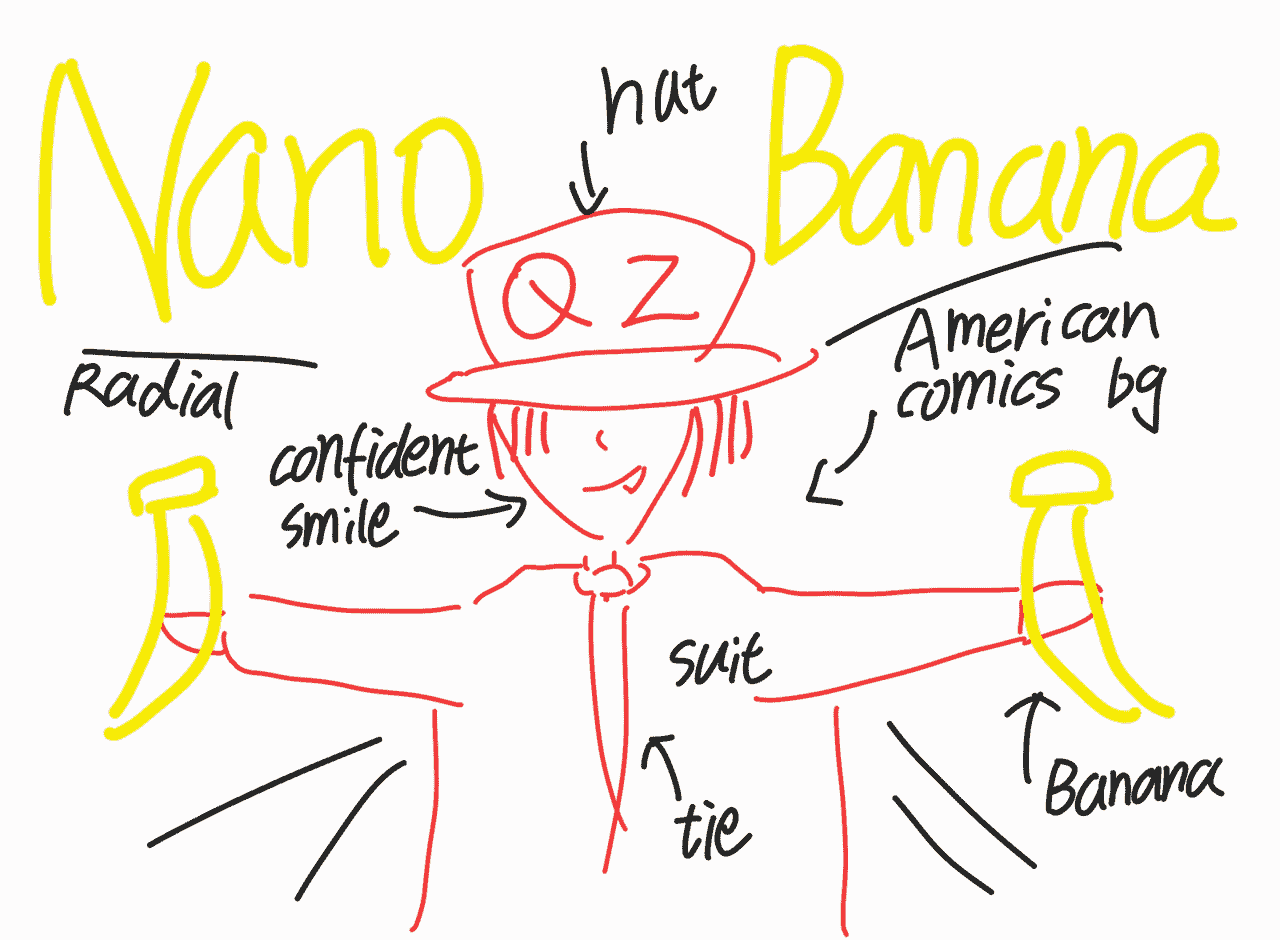 Nano Banana
hat
QZ
Radial
American
comics bg
confident
smile
suit
Banana
tie